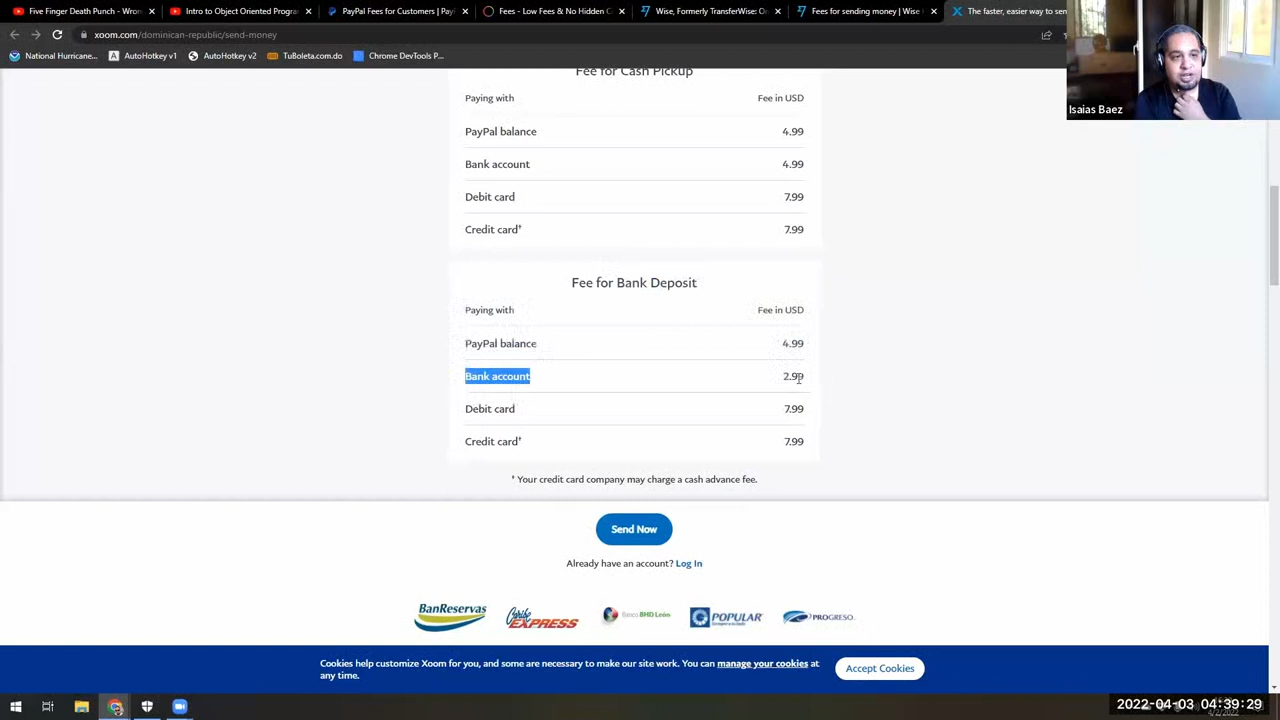 Five Finger Death Punch - Wron
Intro to Object Oriented Progra
PayPal Fees for Customers | Pay
Fees - Low Fees & No Hidden C
Wise, Formerly TransferWise: On
Fees for sending money | Wise
The faster, easier way to sen
xoom.com/dominican-republic/send-money
National Hurricane...
AutoHotkey v1
AutoHotkey v2
TuBoleta.com.do
Chrome DevTools P...
Isaias Baez
Fee for Cash Pickup
Paying with Fee in USD
PayPal balance 4.99
Bank account 4.99
Debit card 7.99
Credit card† 7.99
Fee for Bank Deposit
Paying with Fee in USD
PayPal balance 4.99
Bank account 2.99
Debit card 7.99
Credit card† 7.99
† Your credit card company may charge a cash advance fee.
Send Now
Already have an account? Log In
BanReservas
Caribe EXPRESS
Banco BHD León
POPULAR
PROGRESO
Cookies help customize Xoom for you, and some are necessary to make our site work. You can manage your cookies at
any time.
Accept Cookies
2022-04-03 04:39:29